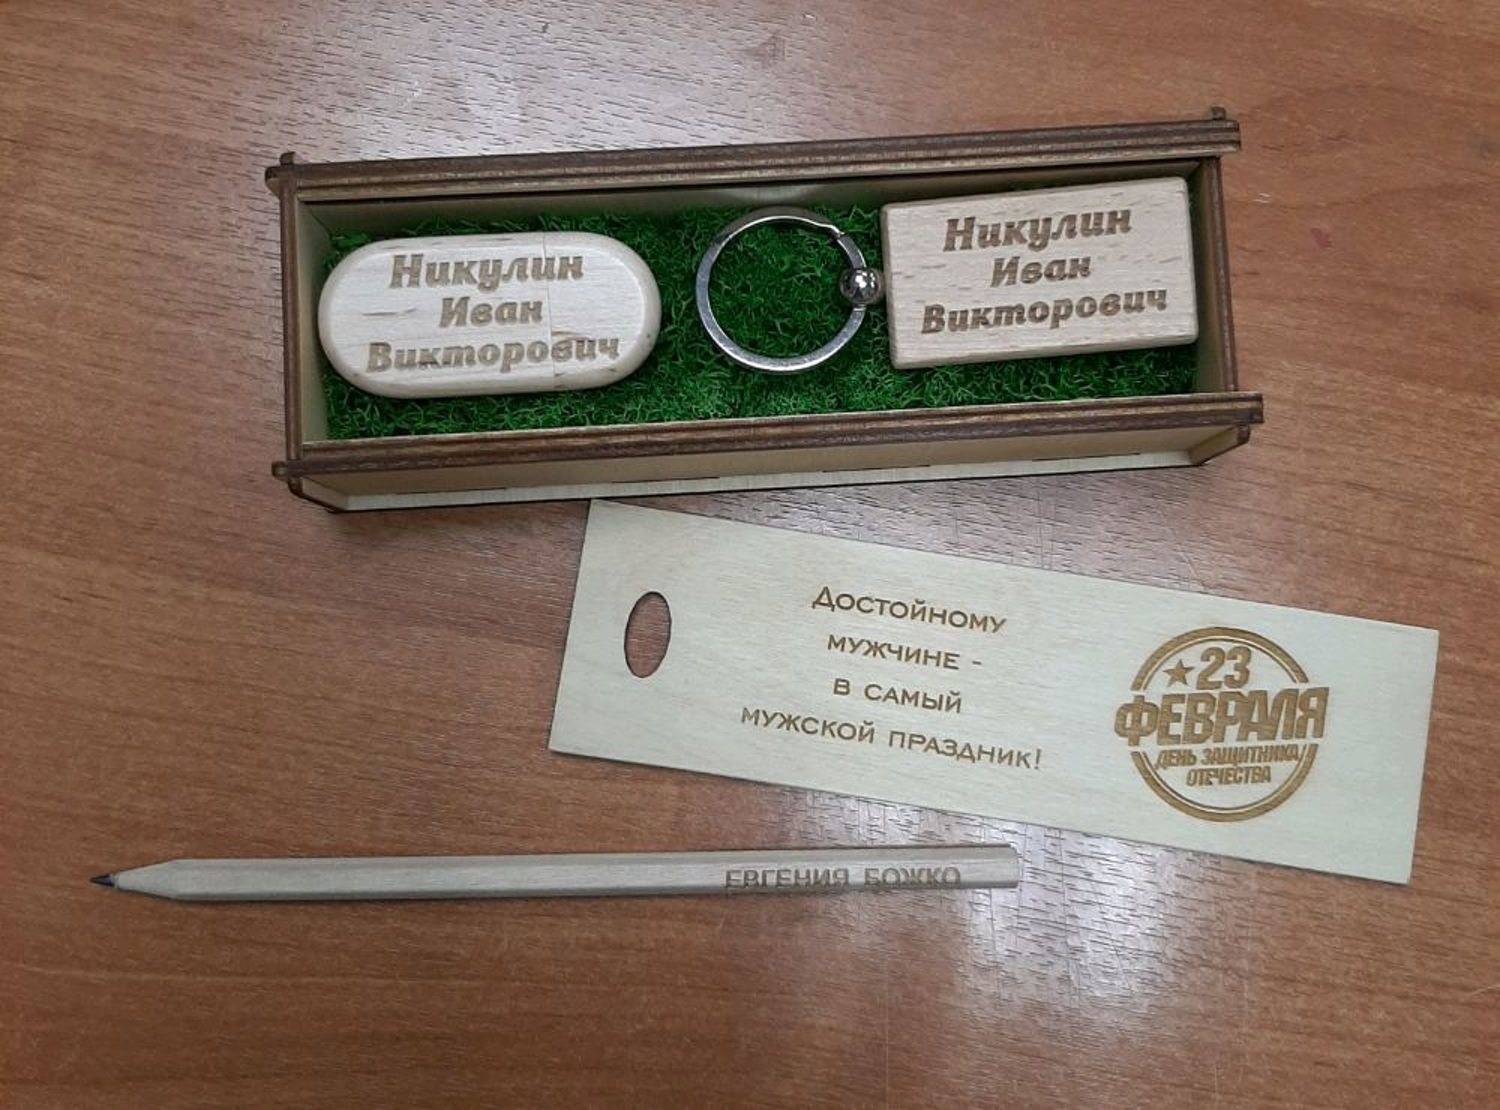 Никулин
Иван
Викторович
Никулин
Иван
Викторович
Достойному
мужчине -
в самый
мужской праздник!
23
ФЕВРАЛЯ
ДЕНЬ ЗАЩИТНИКА
ОТЕЧЕСТВА
ЕВГЕНИЯ БОЖКО